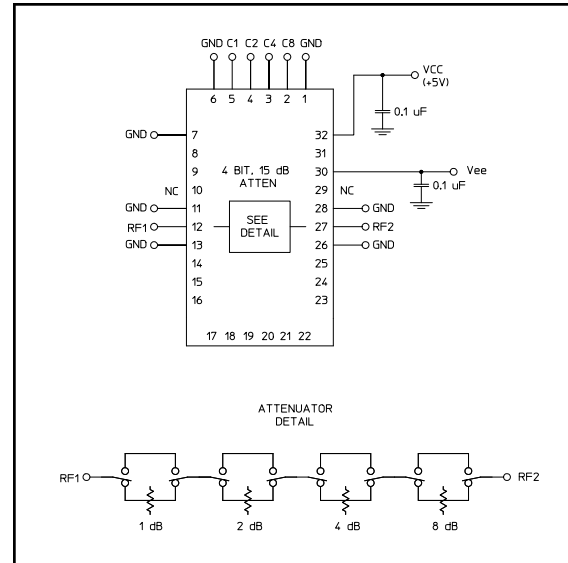 GND C1 C2 C4 C8 GND
6 5 4 3 2 1
VCC
(+5V)
0.1 uF
GND 7 32
8 31
9 4 BIT, 15 dB 30 Vee
ATTEN
NC 10 29 NC
0.1 uF
GND 11 28 GND
RF1 12 SEE 27 RF2
DETAIL
GND 13 26 GND
14 25
15 24
16 23
17 18 19 20 21 22
ATTENUATOR
DETAIL
RF1 RF2
1 dB 2 dB 4 dB 8 dB